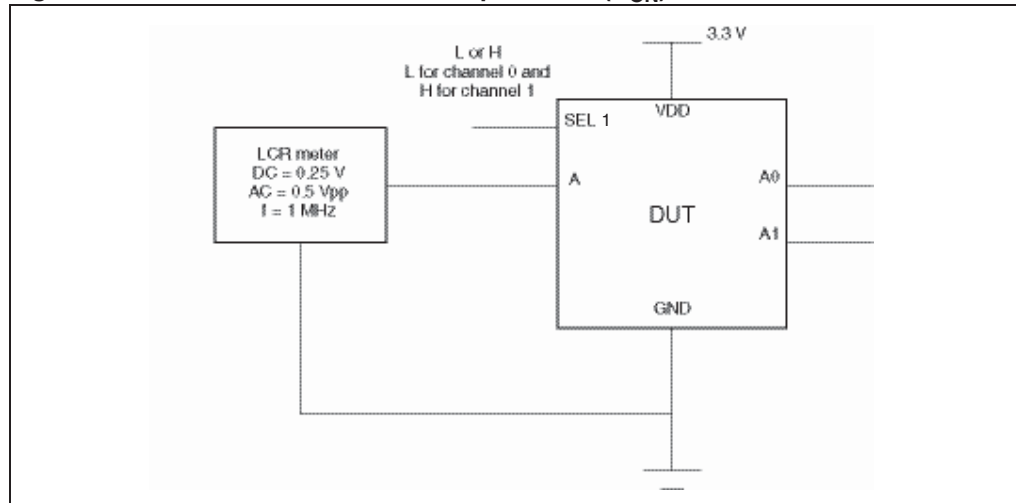 3.3 V
L or H
L for channel 0 and
H for channel 1
SEL 1
VDD
LCR meter
DC = 0.25 V
AC = 0.5 Vpp
f = 1 MHz
A
A0
DUT
A1
GND